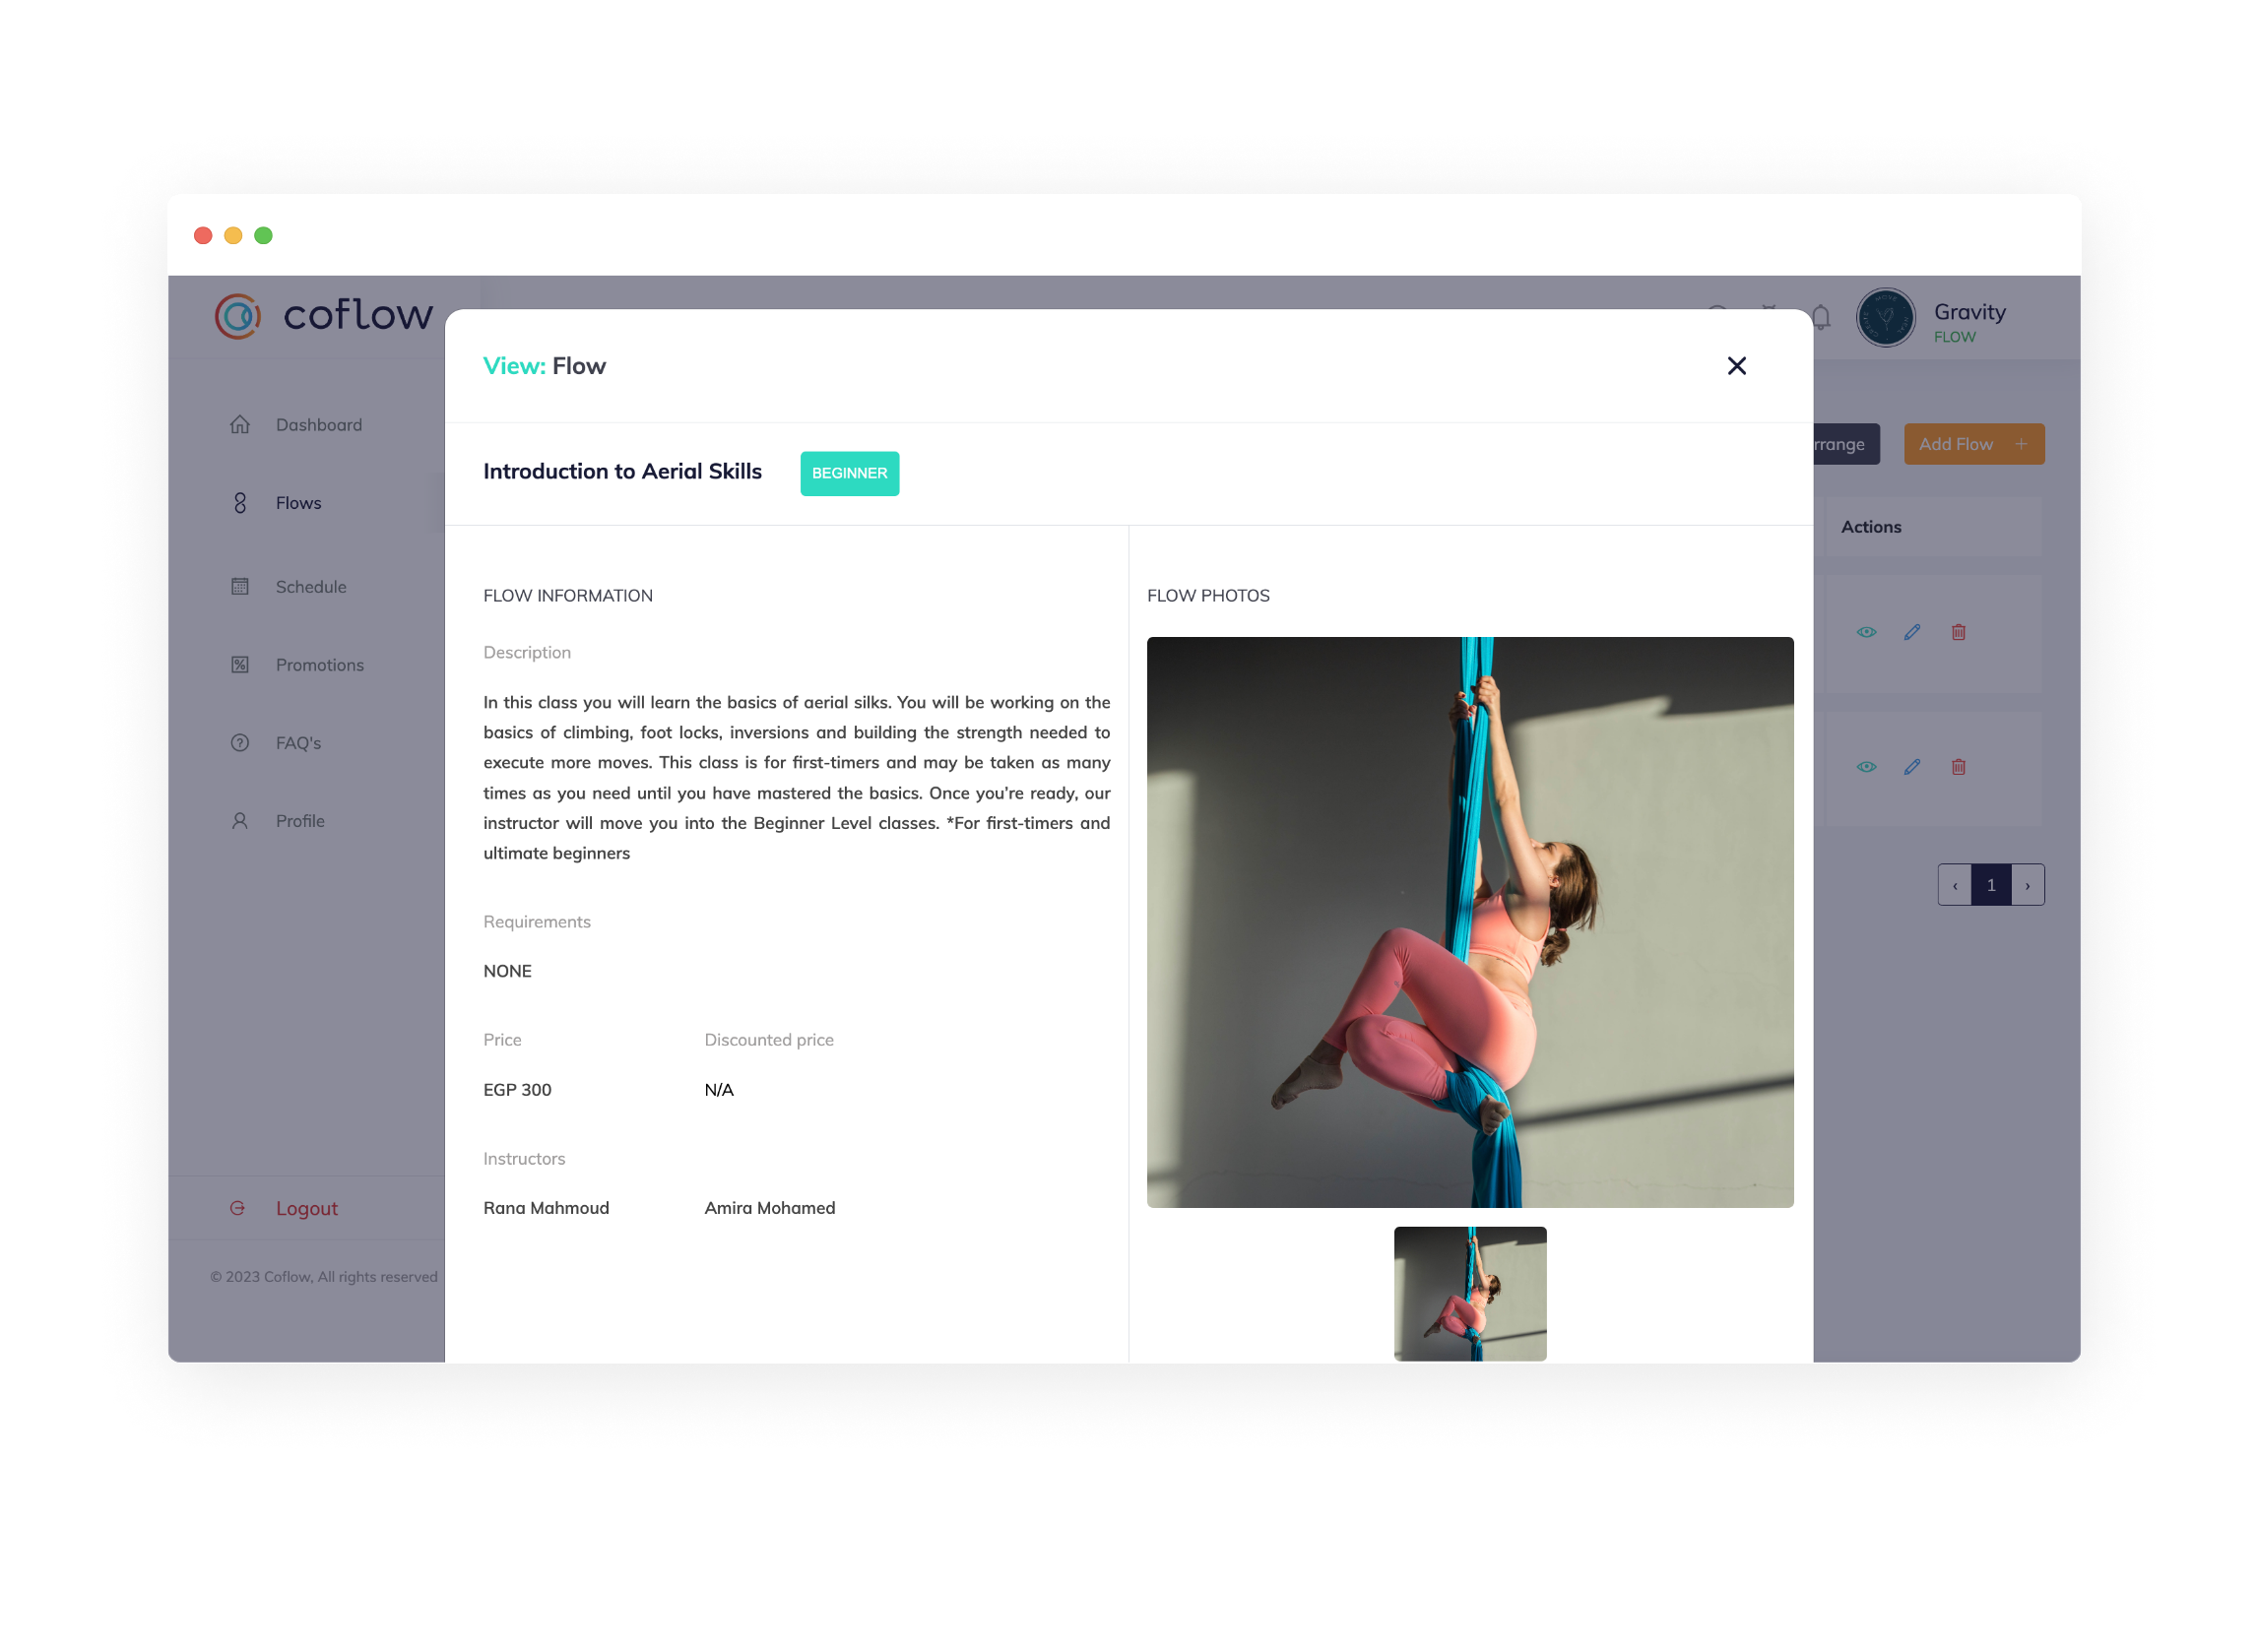 coflow
Gravity
FLOW
View: Flow
Dashboard
rrange
Add Flow +
Introduction to Aerial Skills
BEGINNER
Flows
Actions
Schedule
FLOW INFORMATION
FLOW PHOTOS
Description
Promotions
In this class you will learn the basics of aerial silks. You will be working on the
basics of climbing, foot locks, inversions and building the strength needed to
execute more moves. This class is for first-timers and may be taken as many
times as you need until you have mastered the basics. Once you’re ready, our
instructor will move you into the Beginner Level classes. *For first-timers and
ultimate beginners
FAQ's
Profile
‹ 1 ›
Requirements
NONE
Price
Discounted price
EGP 300
N/A
Instructors
Rana Mahmoud
Amira Mohamed
Logout
© 2023 Coflow, All rights reserved